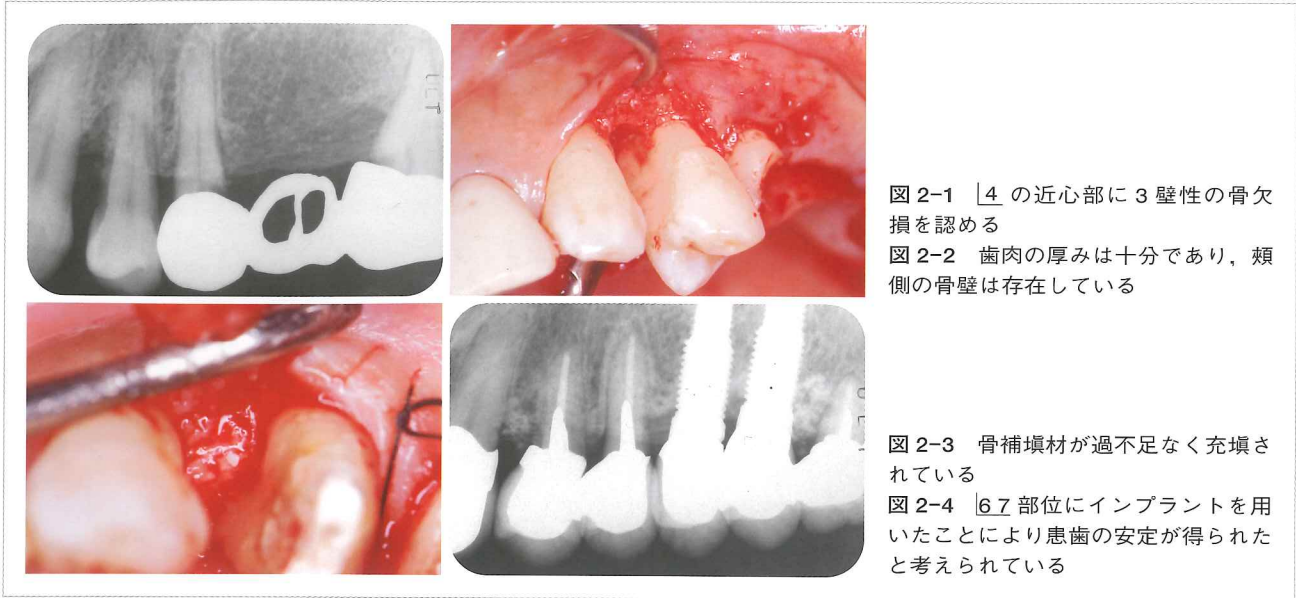 図 2-1 ⎿4 の近心部に 3 壁性の骨欠
損を認める
図 2-2 歯肉の厚みは十分であり,頰
側の骨壁は存在している
図 2-3 骨補塡材が過不足なく充塡さ
れている
図 2-4 ⎿6 7 部位にインプラントを用
いたことにより患歯の安定が得られた
と考えられている